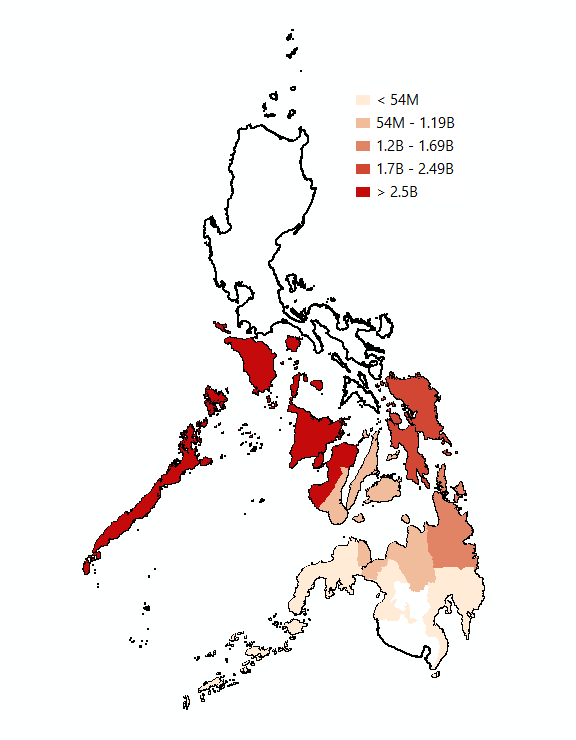 < 54M
54M - 1.19B
1.2B - 1.69B
1.7B - 2.49B
> 2.5B